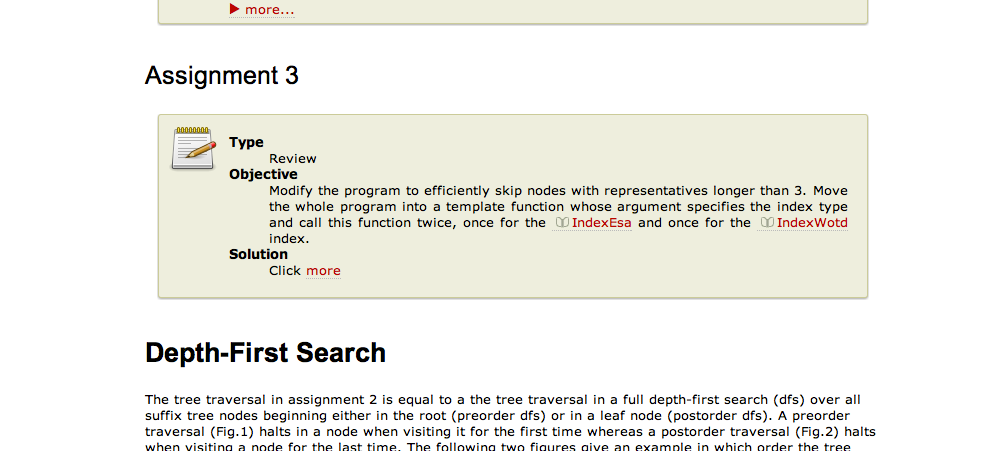 ▶ more...
Assignment 3
Type
Review
Objective
Modify the program to efficiently skip nodes with representatives longer than 3. Move
the whole program into a template function whose argument specifies the index type
and call this function twice, once for the IndexEsa and once for the IndexWotd
index.
Solution
Click more
Depth-First Search
The tree traversal in assignment 2 is equal to a the tree traversal in a full depth-first search (dfs) over all
suffix tree nodes beginning either in the root (preorder dfs) or in a leaf node (postorder dfs). A preorder
traversal (Fig.1) halts in a node when visiting it for the first time whereas a postorder traversal (Fig.2) halts
when visiting a node for the last time. The following two figures give an example in which order the tree